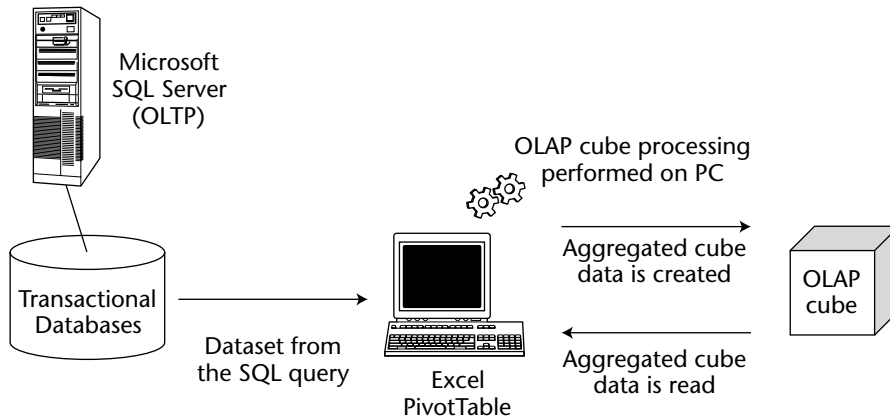 Microsoft
SQL Server
(OLTP)
OLAP cube processing
performed on PC
Transactional
Databases
Dataset from
the SQL query
Excel
PivotTable
Aggregated cube
data is created
Aggregated cube
data is read
OLAP
cube